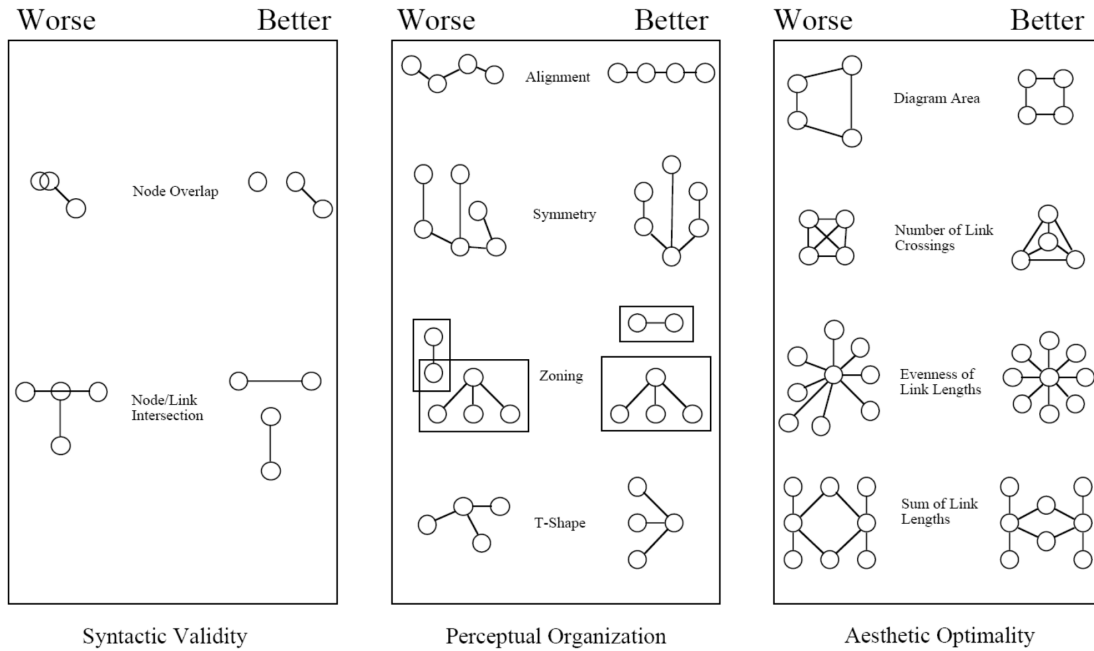 Worse
Better
Node Overlap
Node/Link
Intersection
Syntactic Validity
Worse
Better
Alignment
Symmetry
Zoning
T-Shape
Perceptual Organization
Worse
Better
Diagram Area
Number of Link
Crossings
Evenness of
Link Lengths
Sum of Link
Lengths
Aesthetic Optimality